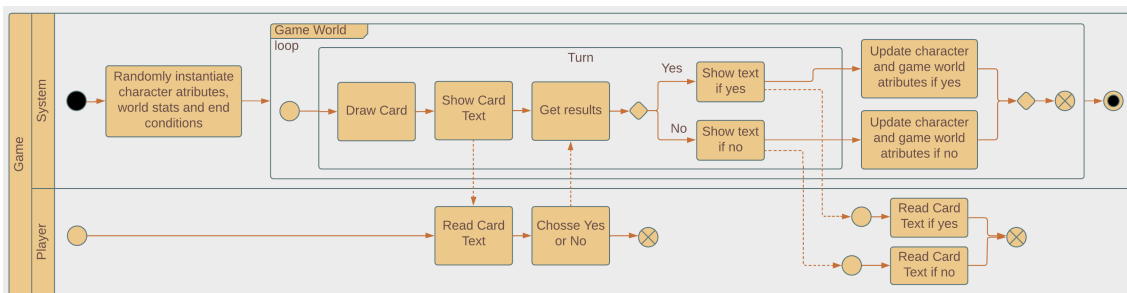 Game
System
Randomly instantiate
character atributes,
world stats and end
conditions
Game World
loop
Turn
Draw Card
Show Card
Text
Get results
Yes
Show text
if yes
No
Show text
if no
Update character
and game world
atributes if yes
Update character
and game world
atributes if no
Player
Read Card
Text
Chosse Yes
or No
Read Card
Text if yes
Read Card
Text if no